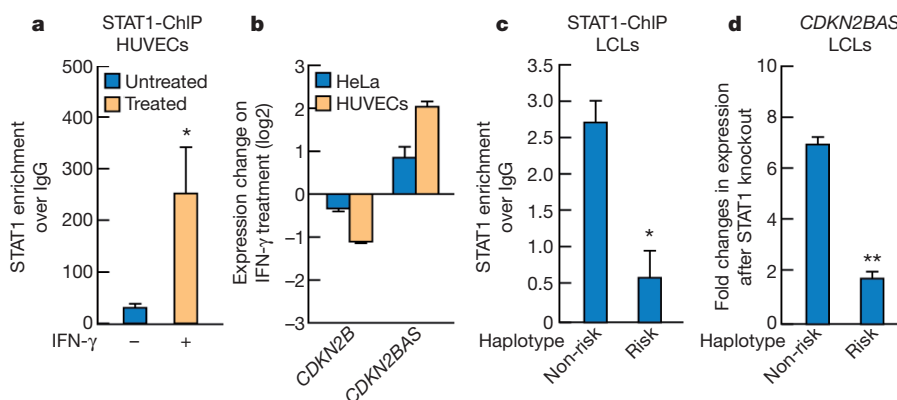 a
STAT1-ChIP
HUVECs
STAT1 enrichment
over IgG
500
400
300
200
100
0
Untreated
Treated
*
IFN-γ
–
+
b
Expression change on
IFN-γ treatment (log2)
3
2
1
0
–1
–2
–3
HeLa
HUVECs
CDKN2B
CDKN2BAS
c
STAT1-ChIP
LCLs
STAT1 enrichment
over IgG
3.5
3.0
2.5
2.0
1.5
1.0
0.5
0
*
Haplotype
Non-risk
Risk
d
CDKN2BAS
LCLs
Fold changes in expression
after STAT1 knockout
10
8
6
4
2
0
**
Haplotype
Non-risk
Risk